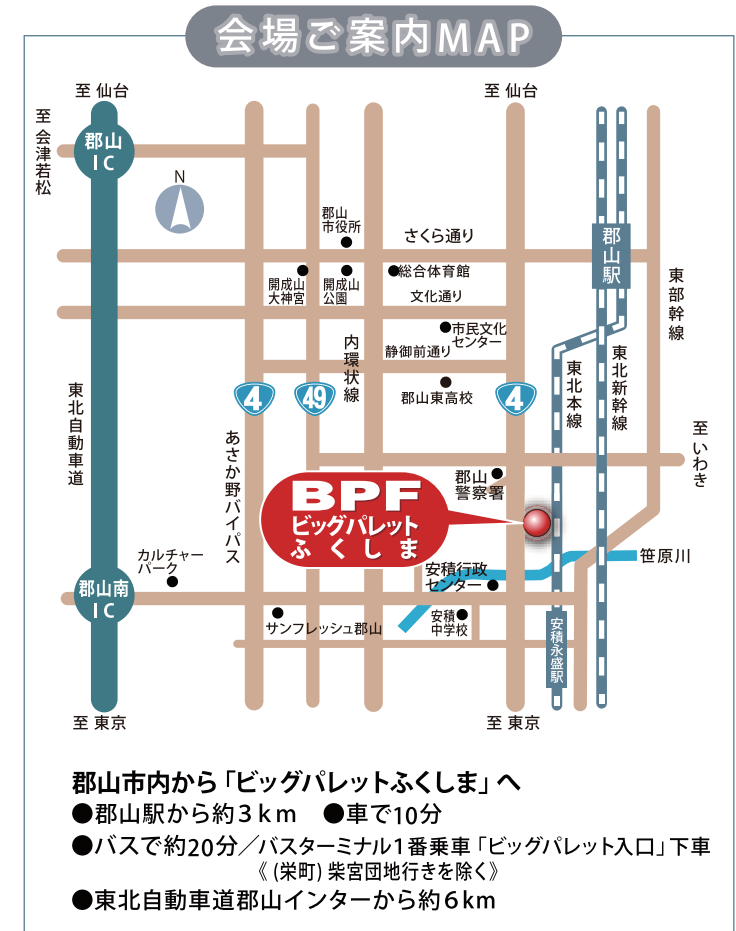 会場ご案内MAP
至 仙台
至 仙台
至 会津若松
郡山
IC
N
郡山
市役所
さくら通り
郡山駅
開成山
大神宮
開成山
公園
総合体育館
文化通り
東部幹線
市民文化
センター
内環状線
静御前通り
東北本線
東北新幹線
東北自動車道
4
49
郡山東高校
4
至 いわき
あさか野バイパス
郡山
警察署
BPF
ビッグパレット
ふくしま
カルチャー
パーク
安積行政
センター
笹原川
郡山南
IC
サンフレッシュ郡山
安積
中学校
安積永盛駅
至 東京
至 東京
郡山市内から「ビッグパレットふくしま」へ
●郡山駅から約3km ●車で10分
●バスで約20分／バスターミナル1番乗車「ビッグパレット入口」下車
《(栄町) 柴宮団地行きを除く》
●東北自動車道郡山インターから約6km